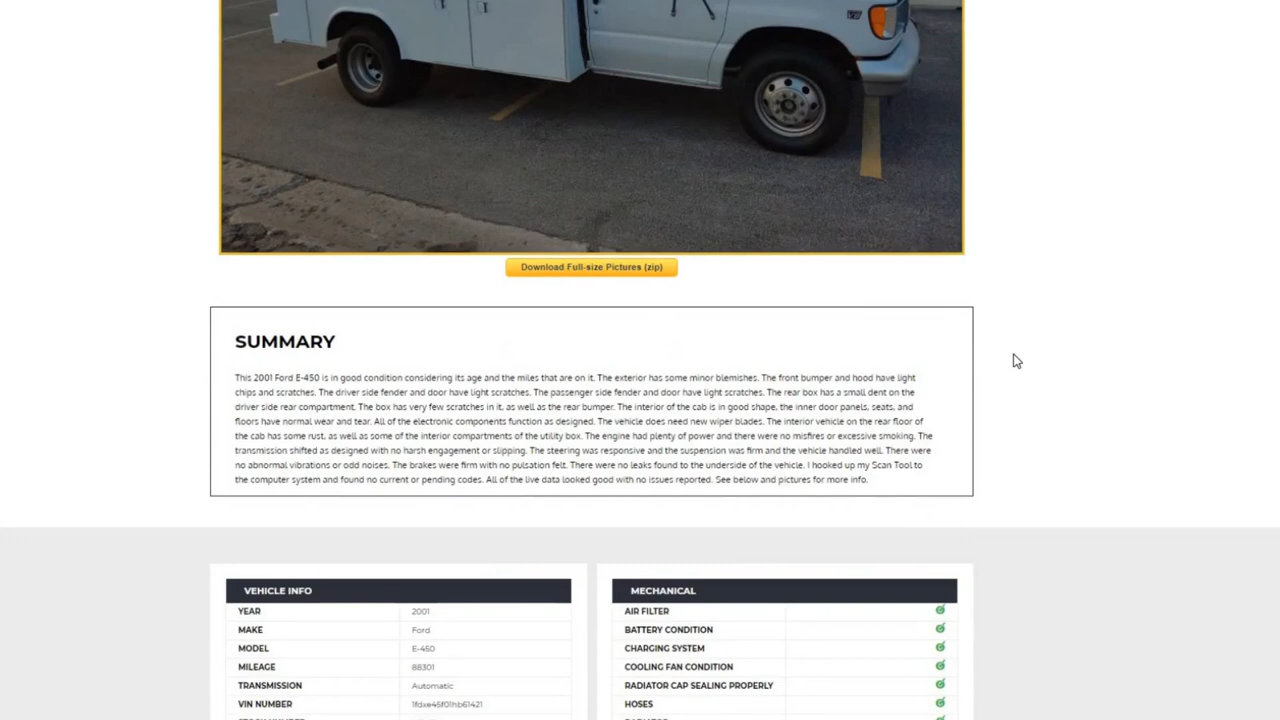 Download Full-size Pictures (zip)
SUMMARY
This 2001 Ford E-450 is in good condition considering its age and the miles that are on it. The exterior has some minor blemishes. The front bumper and hood have light
chips and scratches. The driver side fender and door have light scratches. The passenger side fender and door have light scratches. The rear box has a small dent on the
driver side rear compartment. The box has very few scratches in it, as well as the rear bumper. The interior of the cab is in good shape, the inner door panels, seats, and
floors have normal wear and tear. All of the electronic components function as designed. The vehicle does need new wiper blades. The interior vehicle on the rear floor of
the cab has some rust, as well as some of the interior compartments of the utility box. The engine had plenty of power and there were no misfires or excessive smoking. The
transmission shifted as designed with no harsh engagement or slipping. The steering was responsive and the suspension was firm and the vehicle handled well. There were
no abnormal vibrations or odd noises. The brakes were firm with no pulsation felt. There were no leaks found to the underside of the vehicle. I hooked up my Scan Tool to
the computer system and found no current or pending codes. All of the live data looked good with no issues reported. See below and pictures for more info.
VEHICLE INFO
YEAR 2001
MAKE Ford
MODEL E-450
MILEAGE 88301
TRANSMISSION Automatic
VIN NUMBER 1fdxe45f01hb61421
MECHANICAL
AIR FILTER
BATTERY CONDITION
CHARGING SYSTEM
COOLING FAN CONDITION
RADIATOR CAP SEALING PROPERLY
HOSES